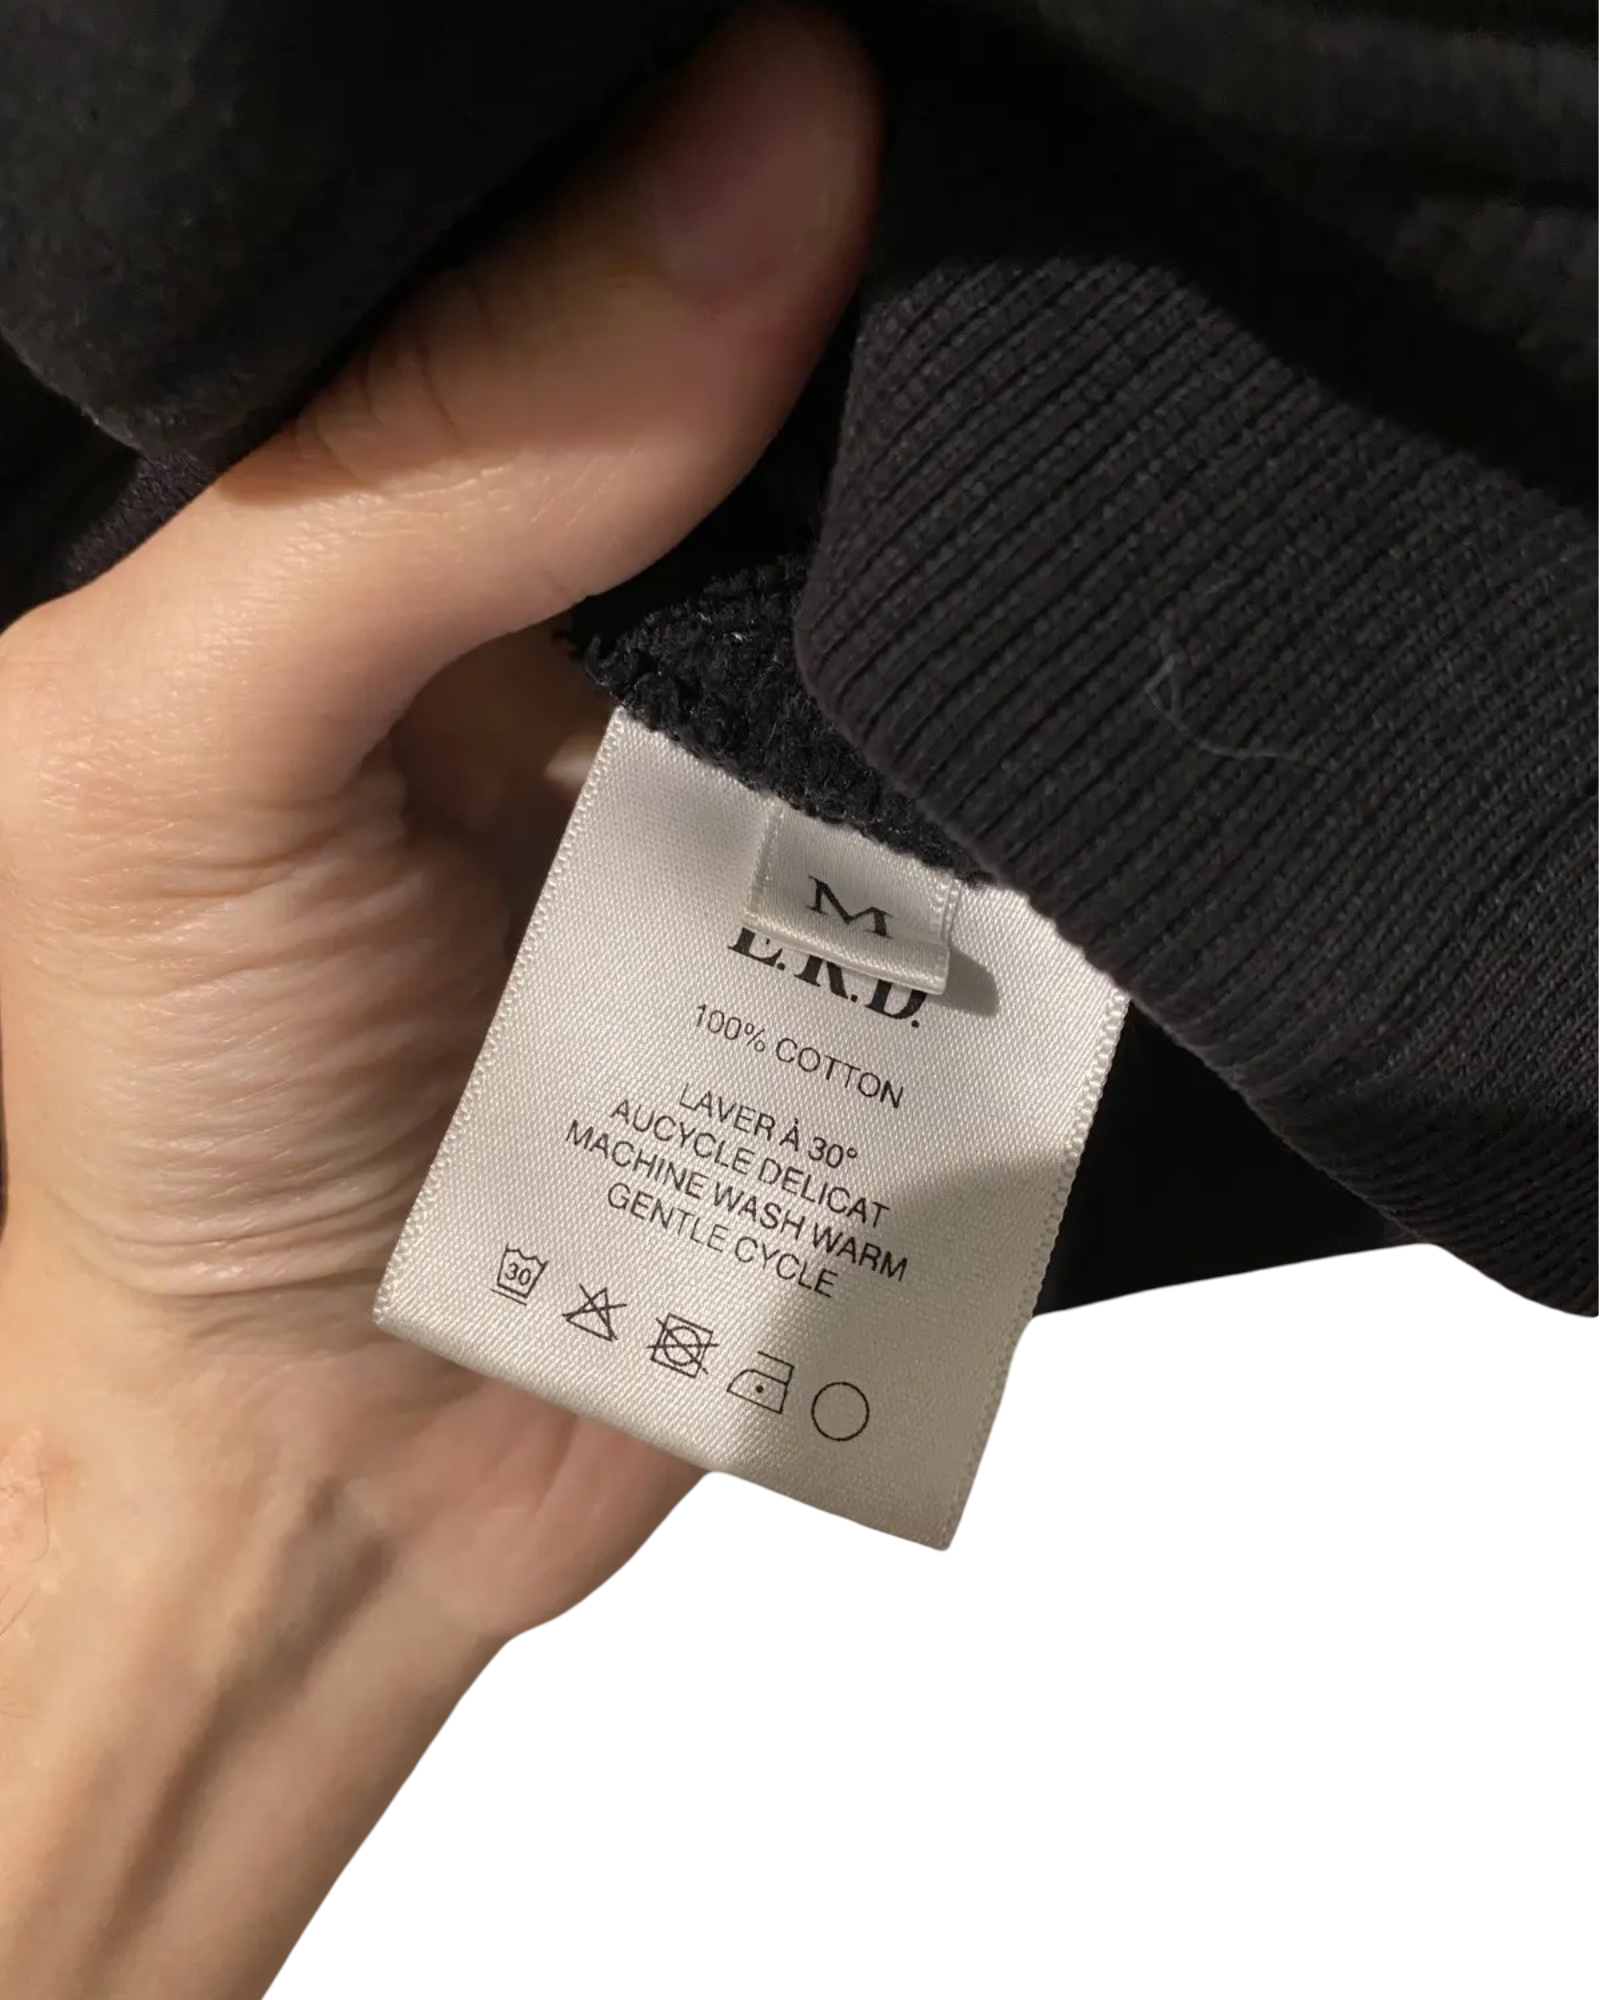 M
E.R.D.
100% COTTON
LAVER À 30°
AUCYCLE DELICAT
MACHINE WASH WARM
GENTLE CYCLE
30